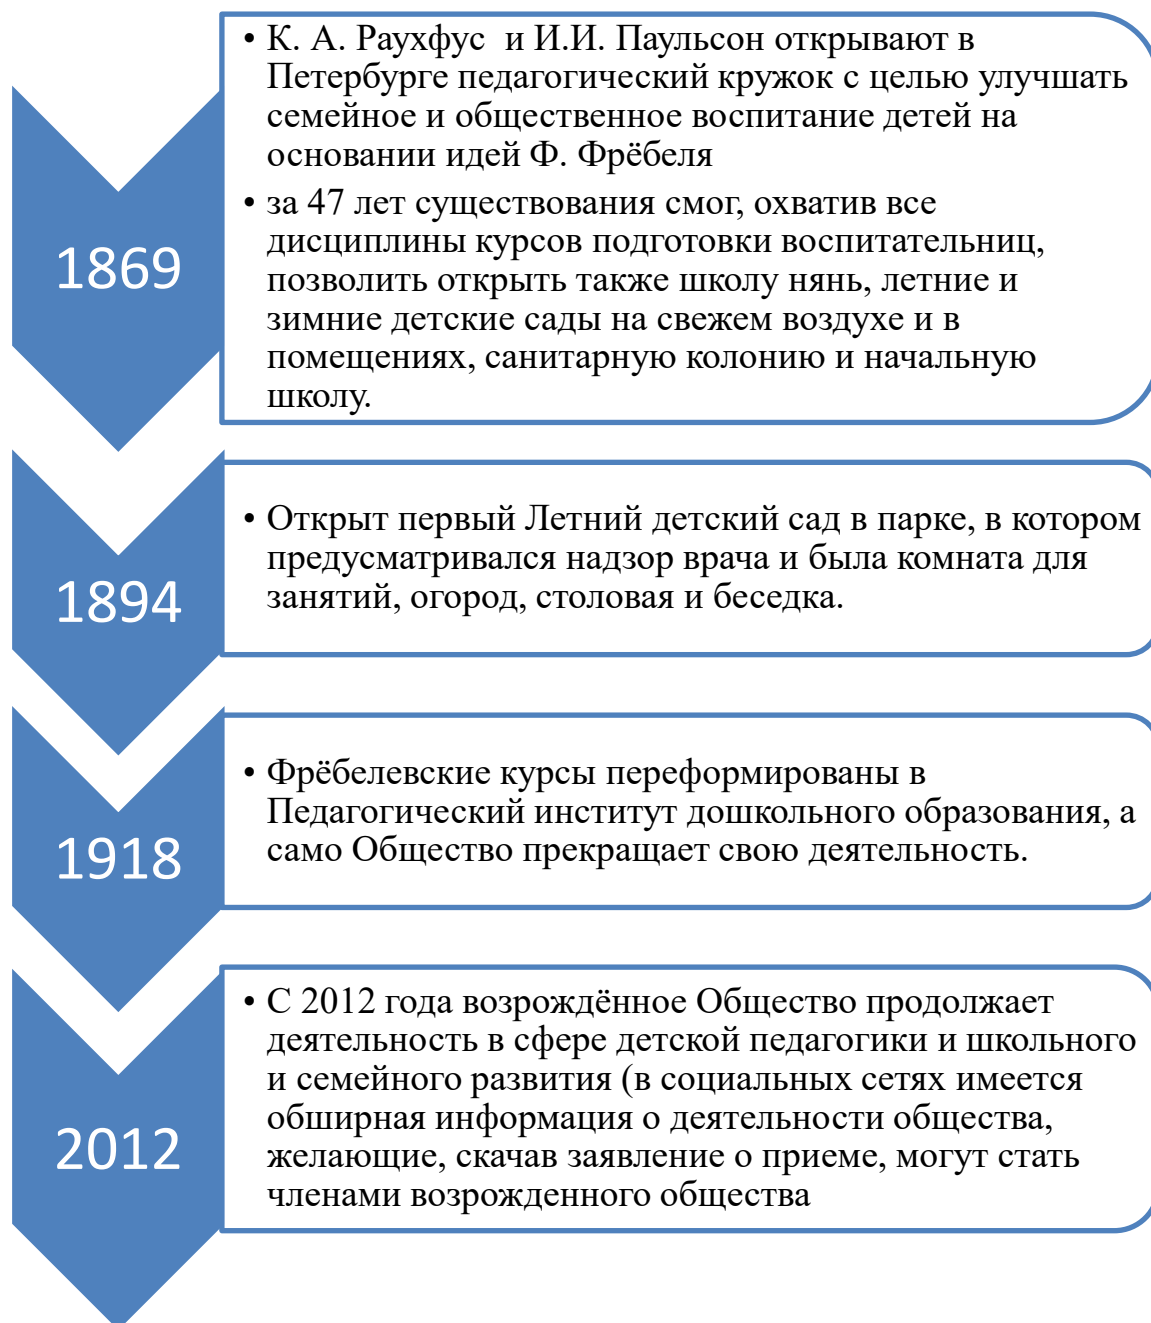 1869
• К. А. Раухфус  и И.И. Паульсон открывают в
Петербурге педагогический кружок с целью улучшать
семейное и общественное воспитание детей на
основании идей Ф. Фрёбеля
• за 47 лет существования смог, охватив все
дисциплины курсов подготовки воспитательниц,
позволить открыть также школу нянь, летние и
зимние детские сады на свежем воздухе и в
помещениях, санитарную колонию и начальную
школу.
1894
• Открыт первый Летний детский сад в парке, в котором
предусматривался надзор врача и была комната для
занятий, огород, столовая и беседка.
1918
• Фрёбелевские курсы переформированы в
Педагогический институт дошкольного образования, а
само Общество прекращает свою деятельность.
2012
• С 2012 года возрождённое Общество продолжает
деятельность в сфере детской педагогики и школьного
и семейного развития (в социальных сетях имеется
обширная информация о деятельности общества,
желающие, скачав заявление о приеме, могут стать
членами возрожденного общества